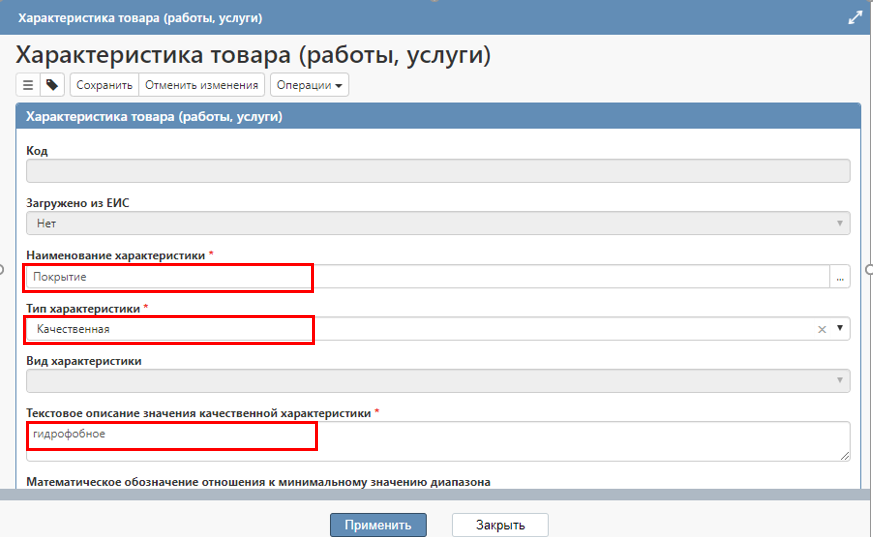 Характеристика товара (работы, услуги)
Характеристика товара (работы, услуги)
Сохранить Отменить изменения Операции
Характеристика товара (работы, услуги)
Код
Загружено из ЕИС
Нет
Наименование характеристики *
Покрытие ...
Тип характеристики *
Качественная
Вид характеристики
Текстовое описание значения качественной характеристики *
гидрофобное
Математическое обозначение отношения к минимальному значению диапазона
Применить Закрыть